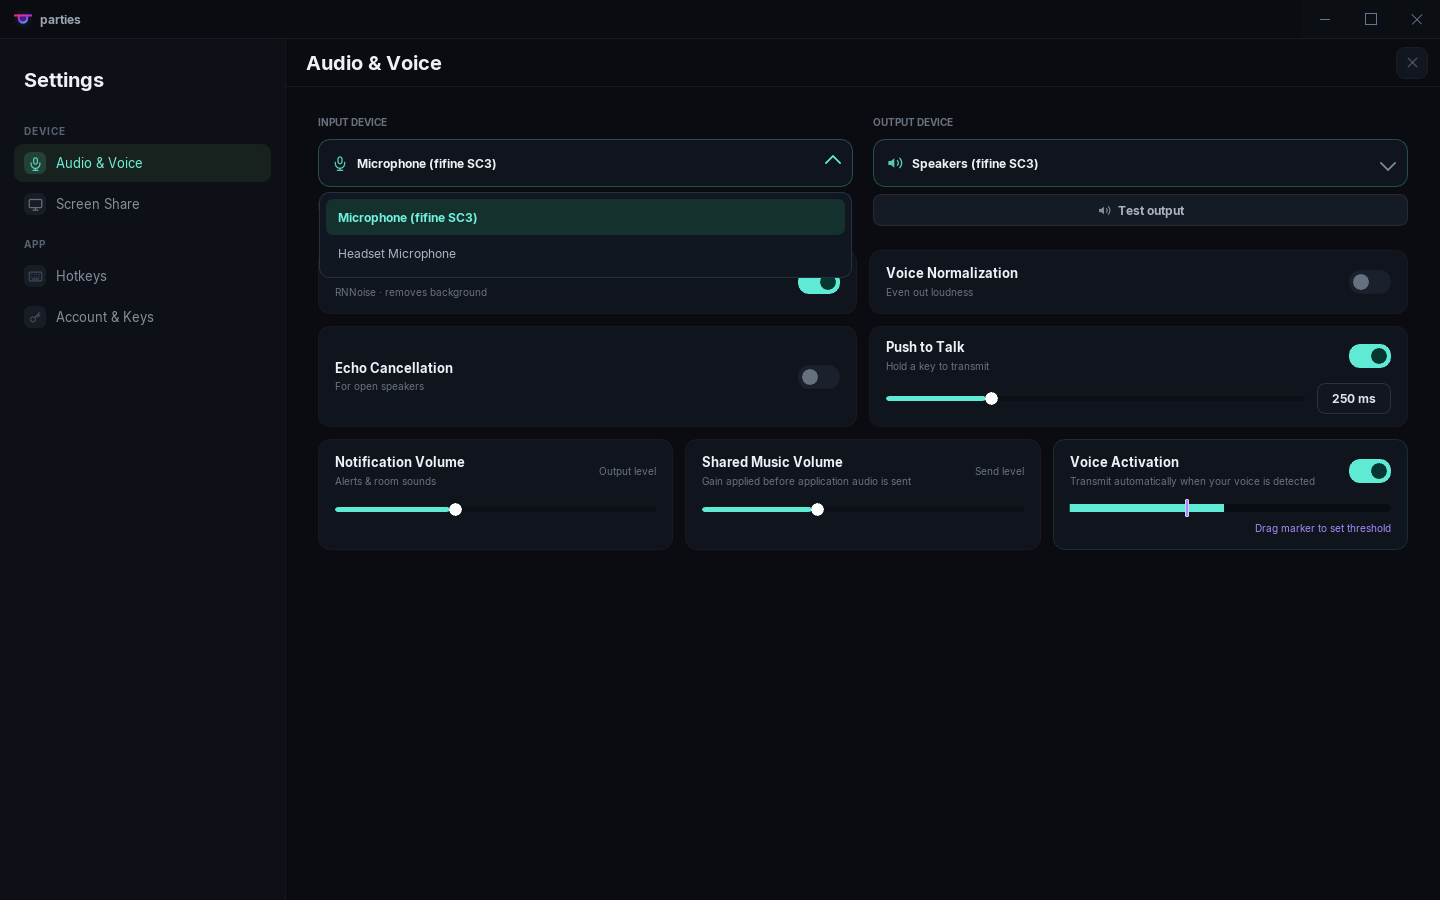 parties
Settings
DEVICE
Audio & Voice
Screen Share
APP
Hotkeys
Account & Keys
Audio & Voice
INPUT DEVICE
Microphone (fifine SC3)
Microphone (fifine SC3)
Headset Microphone
RNNoise · removes background
OUTPUT DEVICE
Speakers (fifine SC3)
Test output
Voice Normalization
Even out loudness
Echo Cancellation
For open speakers
Push to Talk
Hold a key to transmit
250 ms
Notification Volume
Alerts & room sounds
Output level
Shared Music Volume
Gain applied before application audio is sent
Send level
Voice Activation
Transmit automatically when your voice is detected
Drag marker to set threshold